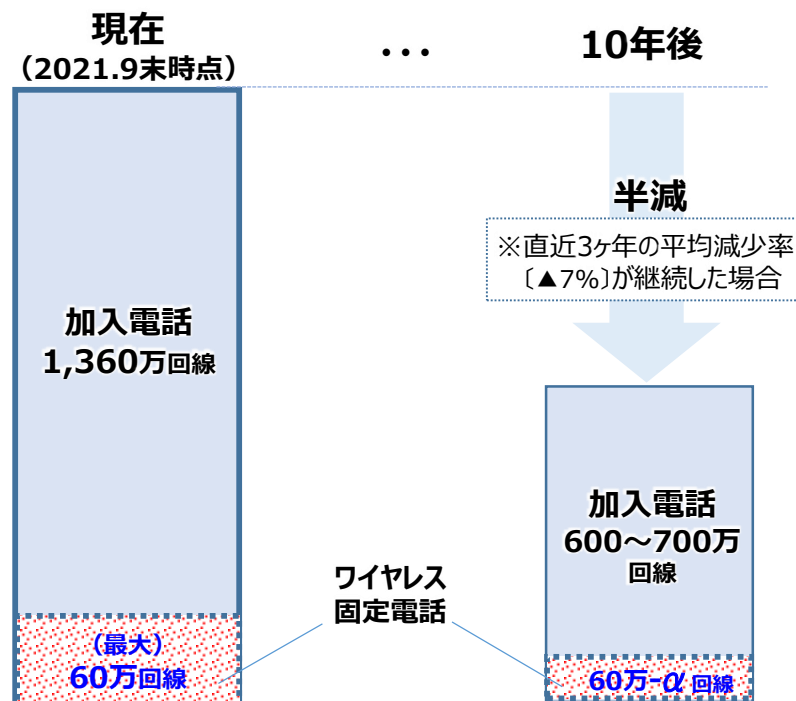 現在
(2021.9末時点)
･･･
10年後
半減
※直近3ヶ年の平均減少率
〔▲7%〕が継続した場合
加入電話
1,360万回線
加入電話
600～700万
回線
ワイヤレス
固定電話
(最大)
60万回線
60万-α 回線